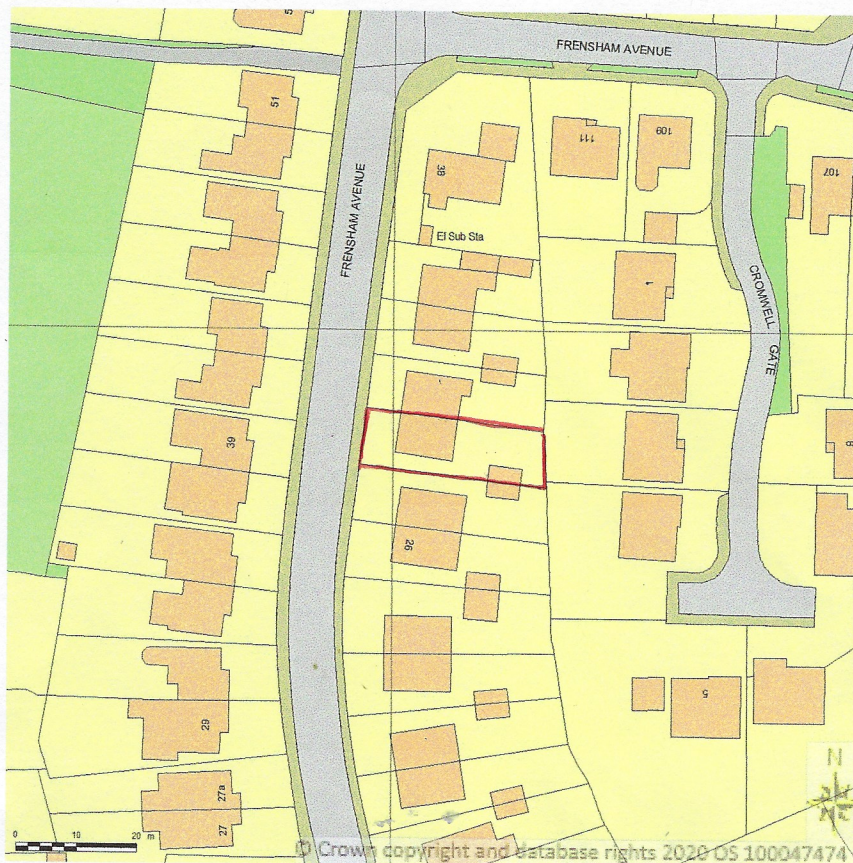 FRENSHAM AVENUE
51
111
109
107
38
FRENSHAM AVENUE
El Sub Sta
1
CROMWELL GATE
39
26
5
29
27a
27
0 10 20 m
N
© Crown copyright and database rights 2020 OS 100047474